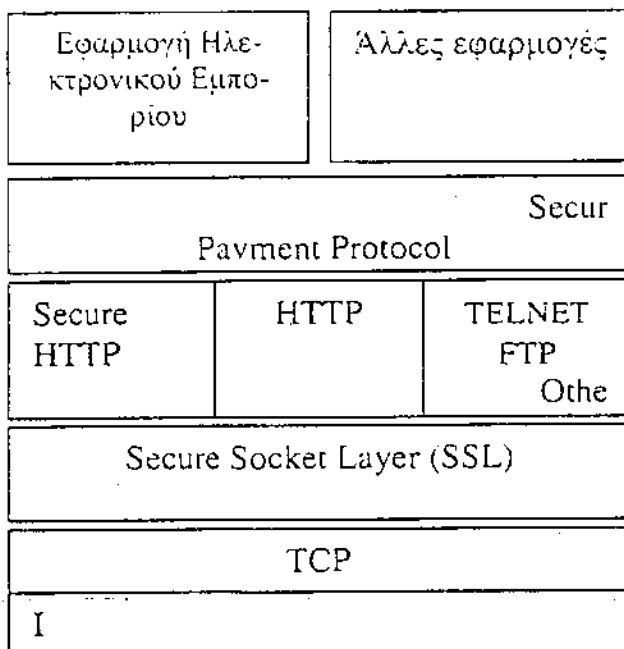 Εφαρμογή Ηλε-
κτρονικού Εμπο-
ρίου
Άλλες εφαρμογές
Secur
Payment Protocol
Secure
HTTP
HTTP
TELNET
FTP
Othe
Secure Socket Layer (SSL)
TCP
I